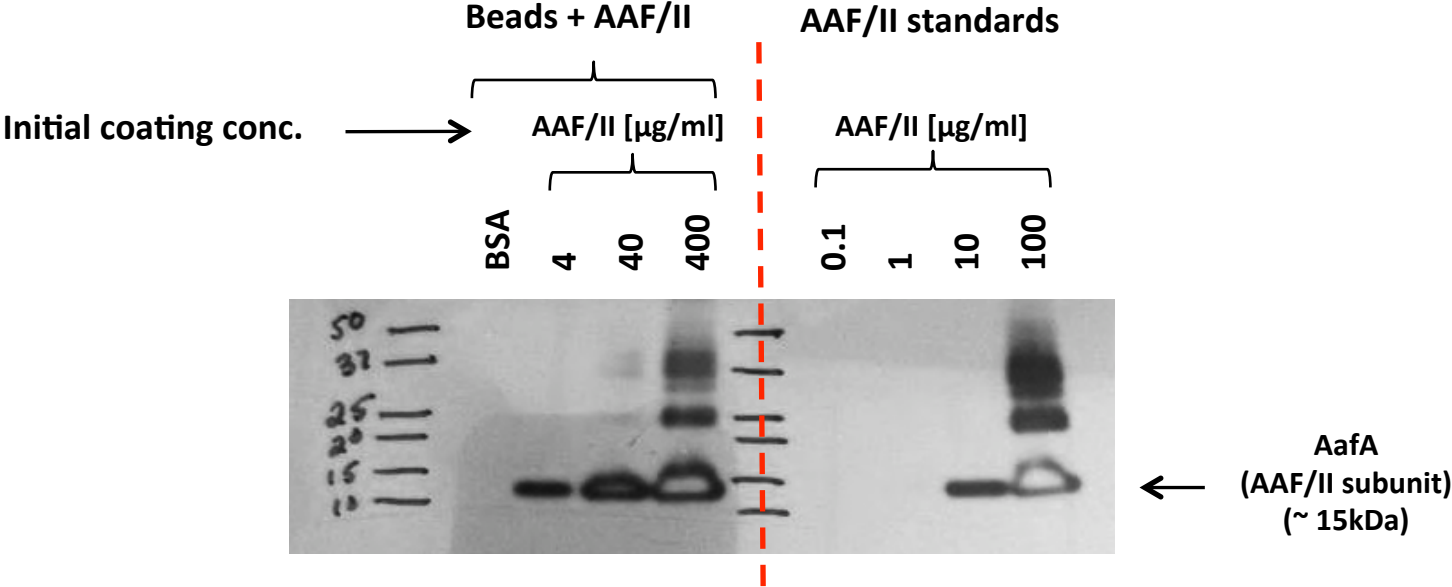 Beads + AAF/II
AAF/II standards
Initial coating conc.
AAF/II [µg/ml]
AAF/II [µg/ml]
BSA
4
40
400
0.1
1
10
100
50
37
25
20
15
10
AafA
(AAF/II subunit)
(~ 15kDa)